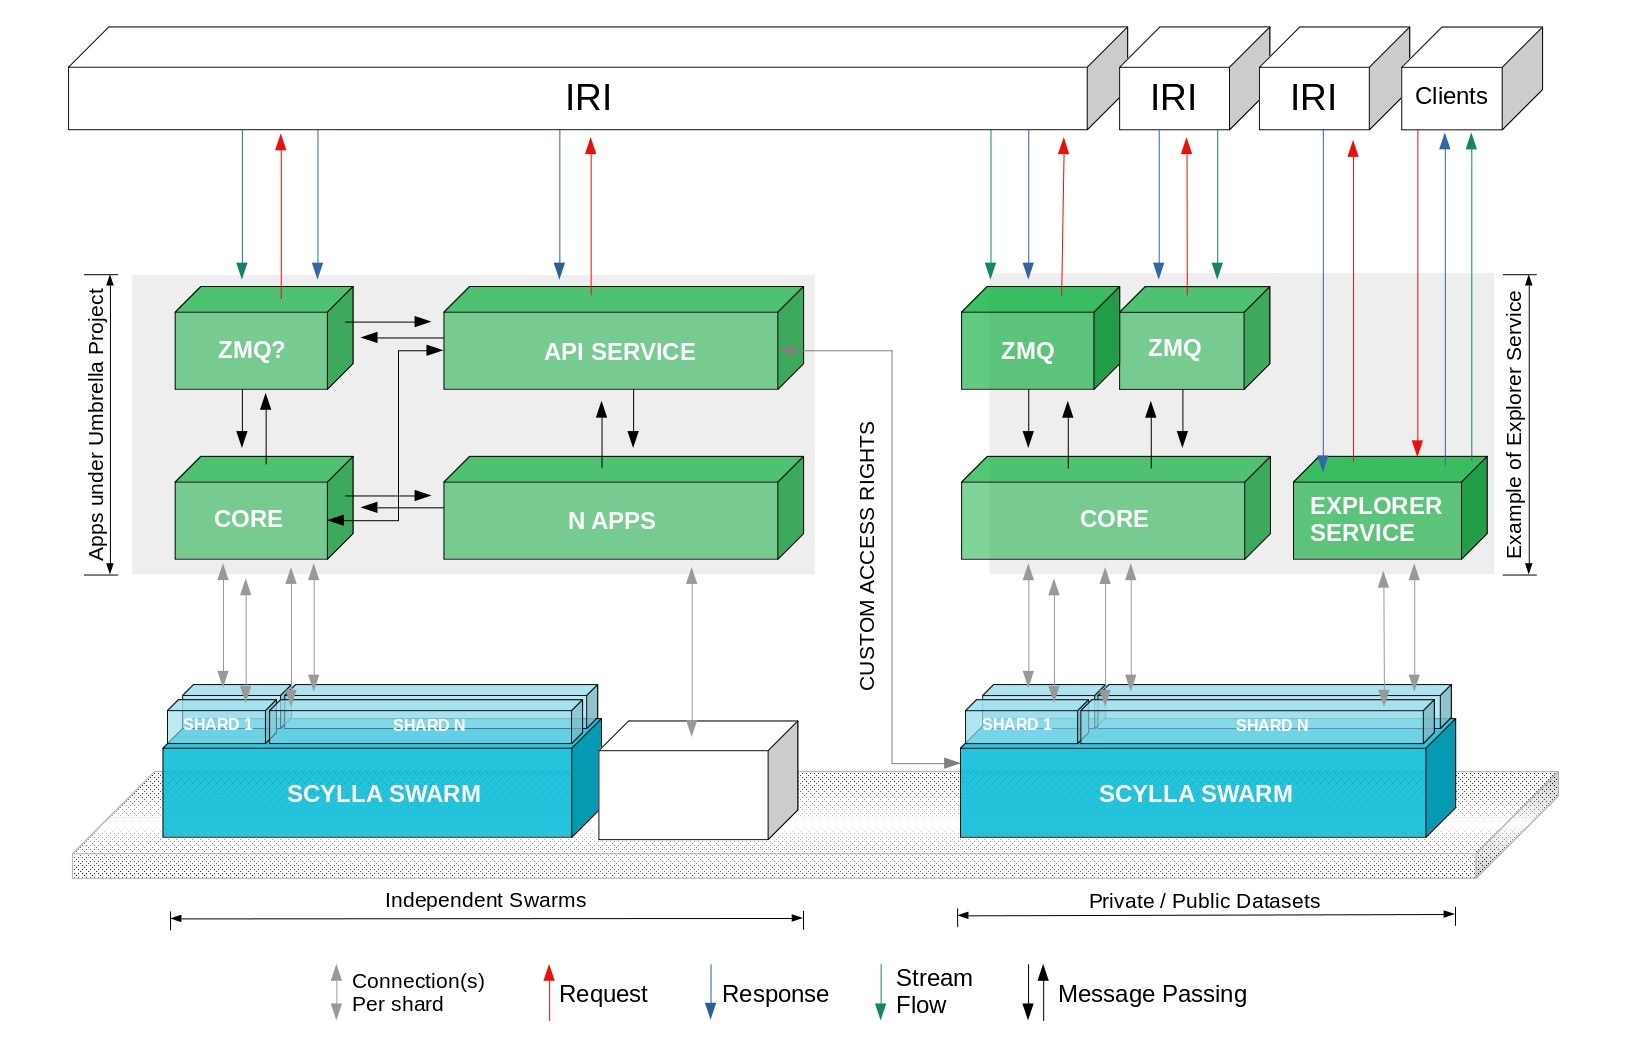 IRI
IRI
IRI
Clients
Apps under Umbrella Project
ZMQ?
API SERVICE
CORE
N APPS
CUSTOM ACCESS RIGHTS
ZMQ
ZMQ
CORE
EXPLORER
SERVICE
Example of Explorer Service
SHARD 1
SHARD N
SCYLLA SWARM
SHARD 1
SHARD N
SCYLLA SWARM
Independent Swarms
Private / Public Datasets
Connection(s)
Per shard
Request
Response
Stream
Flow
Message Passing